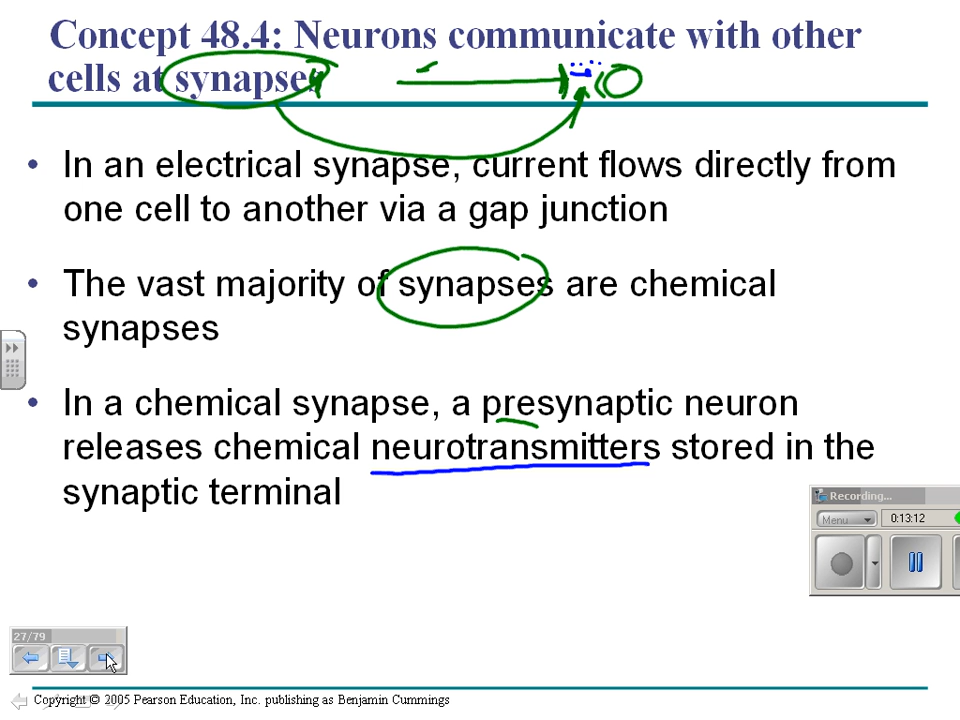 Concept 48.4: Neurons communicate with other
cells at synapses
• In an electrical synapse, current flows directly from
one cell to another via a gap junction
• The vast majority of synapses are chemical
synapses
• In a chemical synapse, a presynaptic neuron
releases chemical neurotransmitters stored in the
synaptic terminal
Recording...
Menu
0:13:12
27/79
Copyright © 2005 Pearson Education, Inc. publishing as Benjamin Cummings